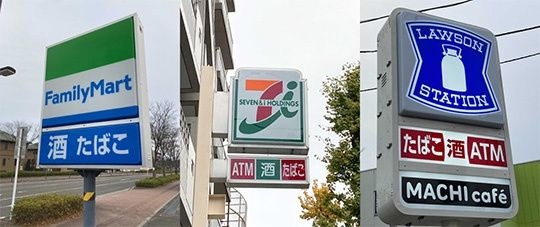 FamilyMart
酒 たばこ
7i
SEVEN & i HOLDINGS
ATM 酒 たばこ
LAWSON
STATION
たばこ 酒 ATM
MACHI café